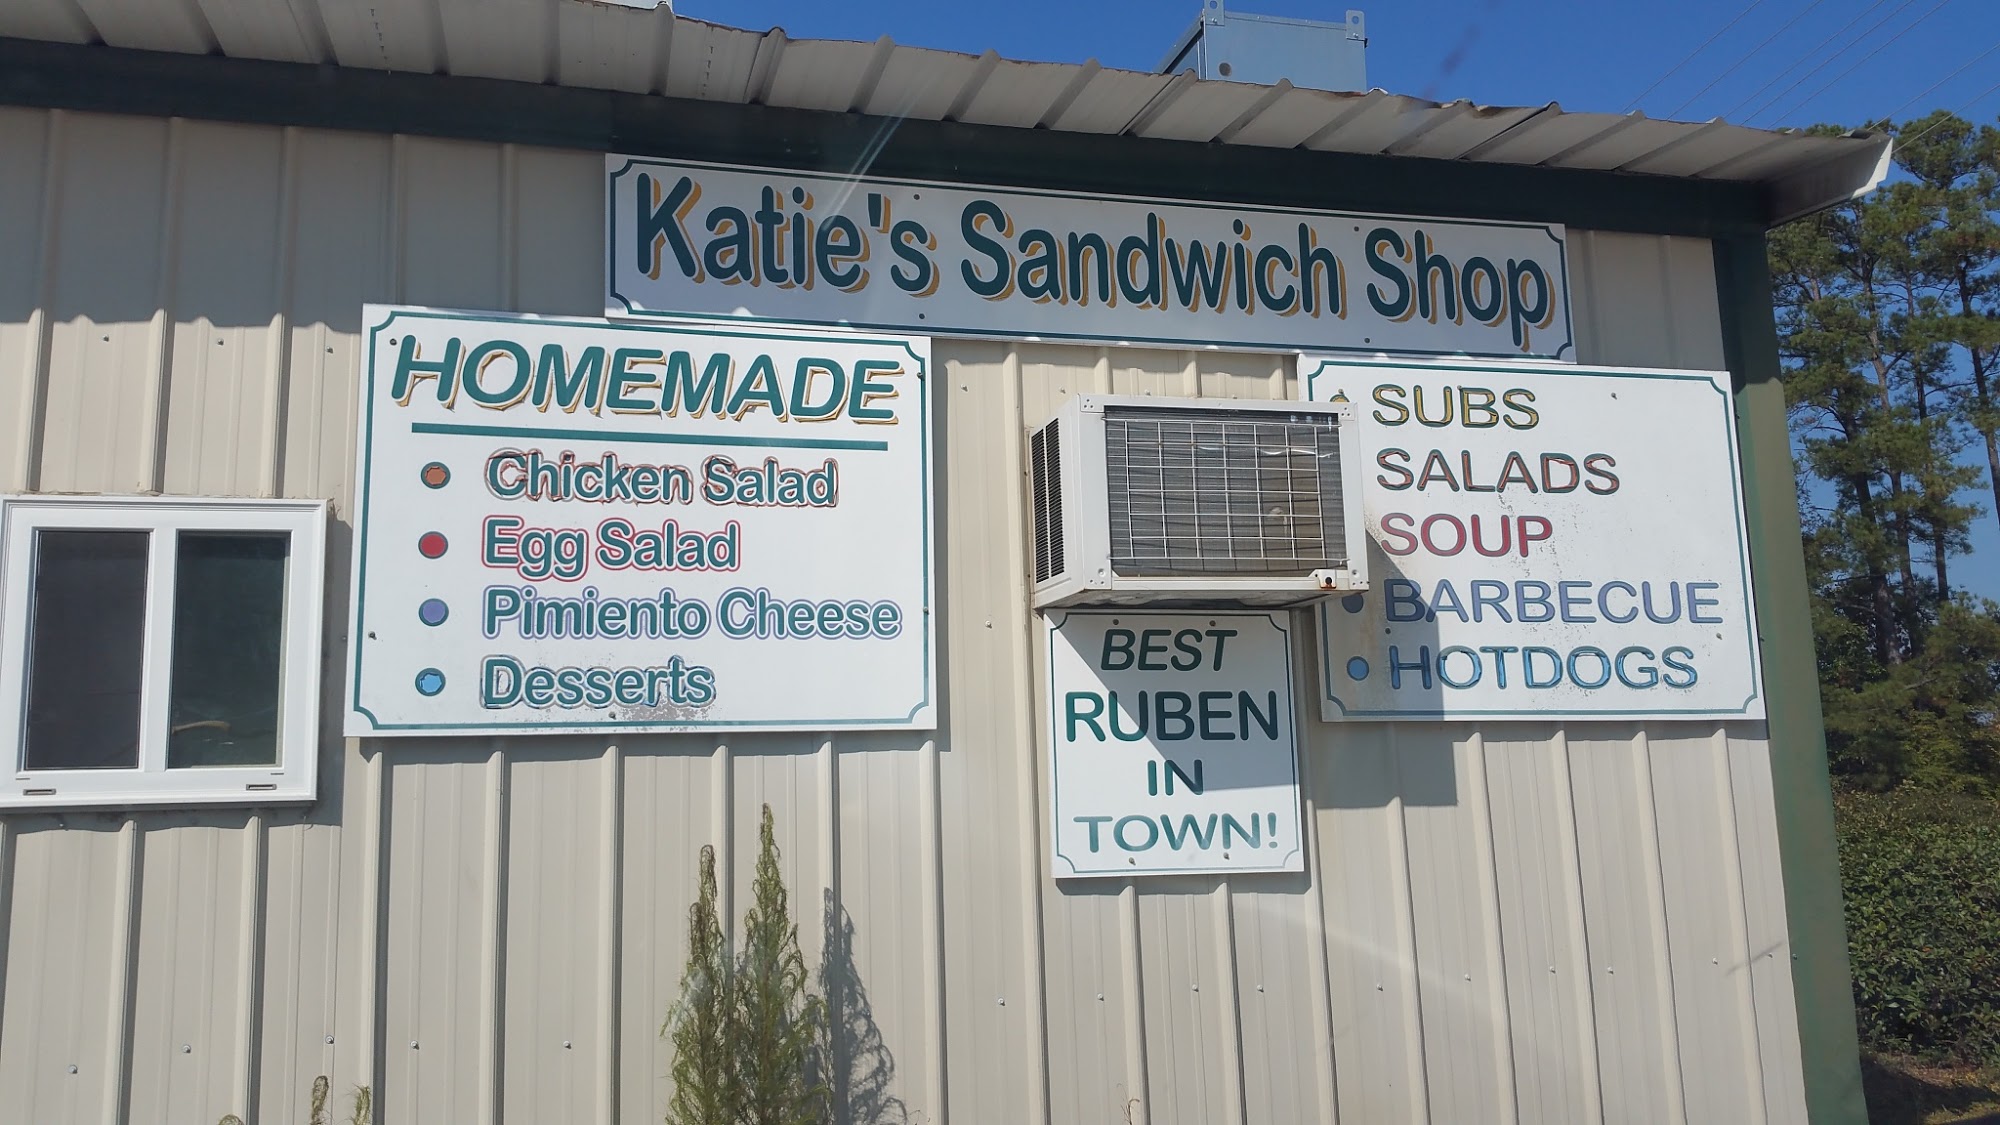 Katie's Sandwich Shop
HOMEMADE
Chicken Salad
Egg Salad
Pimiento Cheese
Desserts
SUBS
SALADS
SOUP
BARBECUE
HOTDOGS
BEST
RUBEN
IN
TOWN!